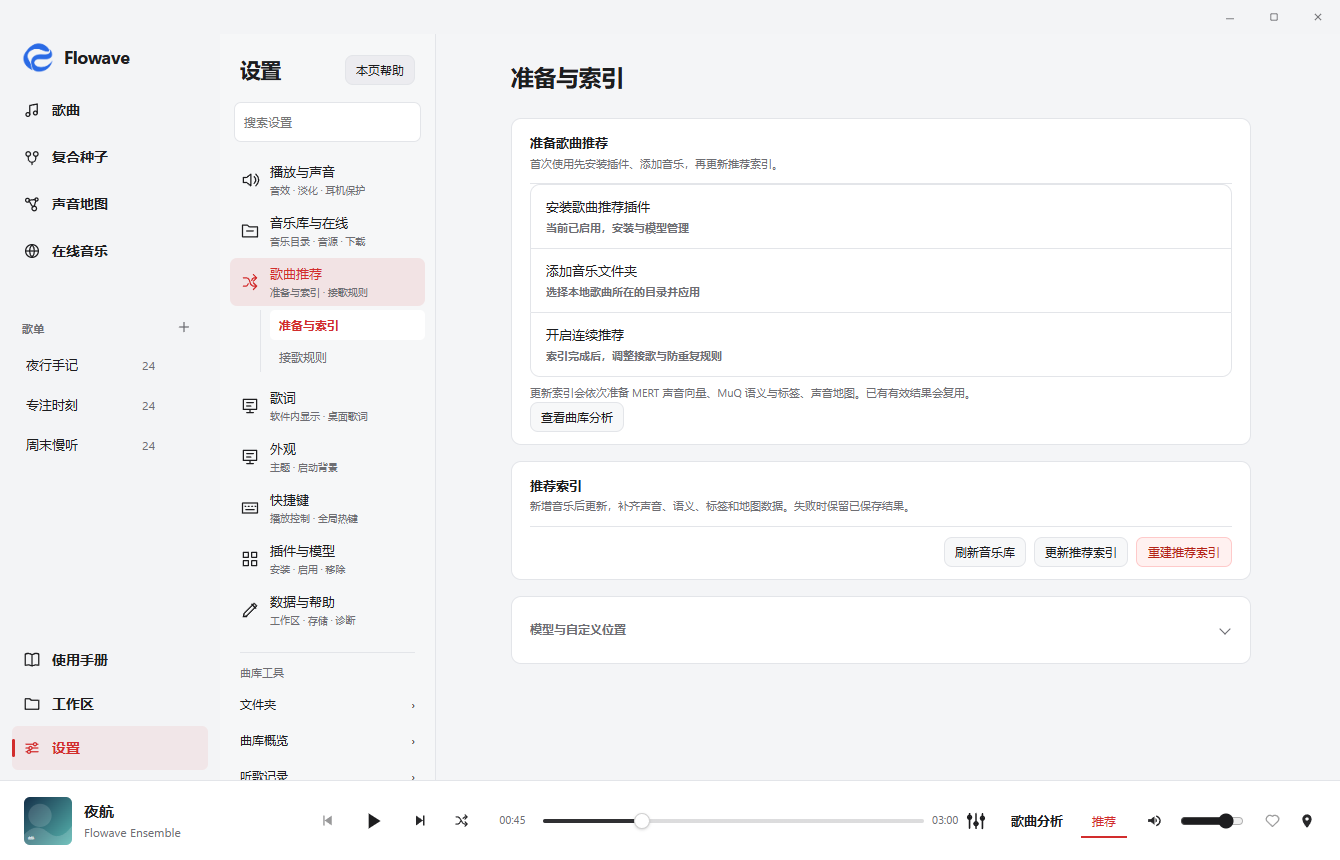 Flowave
歌曲
复合种子
声音地图
在线音乐
歌单
夜行手记 24
专注时刻 24
周末慢听 24
使用手册
工作区
设置
设置
本页帮助
搜索设置
播放与声音
音效 · 淡化 · 耳机保护
音乐库与在线
音乐目录 · 音源 · 下载
歌曲推荐
准备与索引 · 接歌规则
准备与索引
接歌规则
歌词
软件内显示 · 桌面歌词
外观
主题 · 启动背景
快捷键
播放控制 · 全局热键
插件与模型
安装 · 启用 · 移除
数据与帮助
工作区 · 存储 · 诊断
曲库工具
文件夹
曲库概览
听歌记录
准备与索引
准备歌曲推荐
首次使用先安装插件、添加音乐，再更新推荐索引。
安装歌曲推荐插件
当前已启用，安装与模型管理
添加音乐文件夹
选择本地歌曲所在的目录并应用
开启连续推荐
索引完成后，调整接歌与防重复规则
更新索引会依次准备 MERT 声音向量、MuQ 语义与标签、声音地图。已有有效结果会复用。
查看曲库分析
推荐索引
新增音乐后更新，补齐声音、语义、标签和地图数据。失败时保留已保存结果。
刷新音乐库 更新推荐索引 重建推荐索引
模型与自定义位置
夜航
Flowave Ensemble
00:45 03:00 歌曲分析 推荐